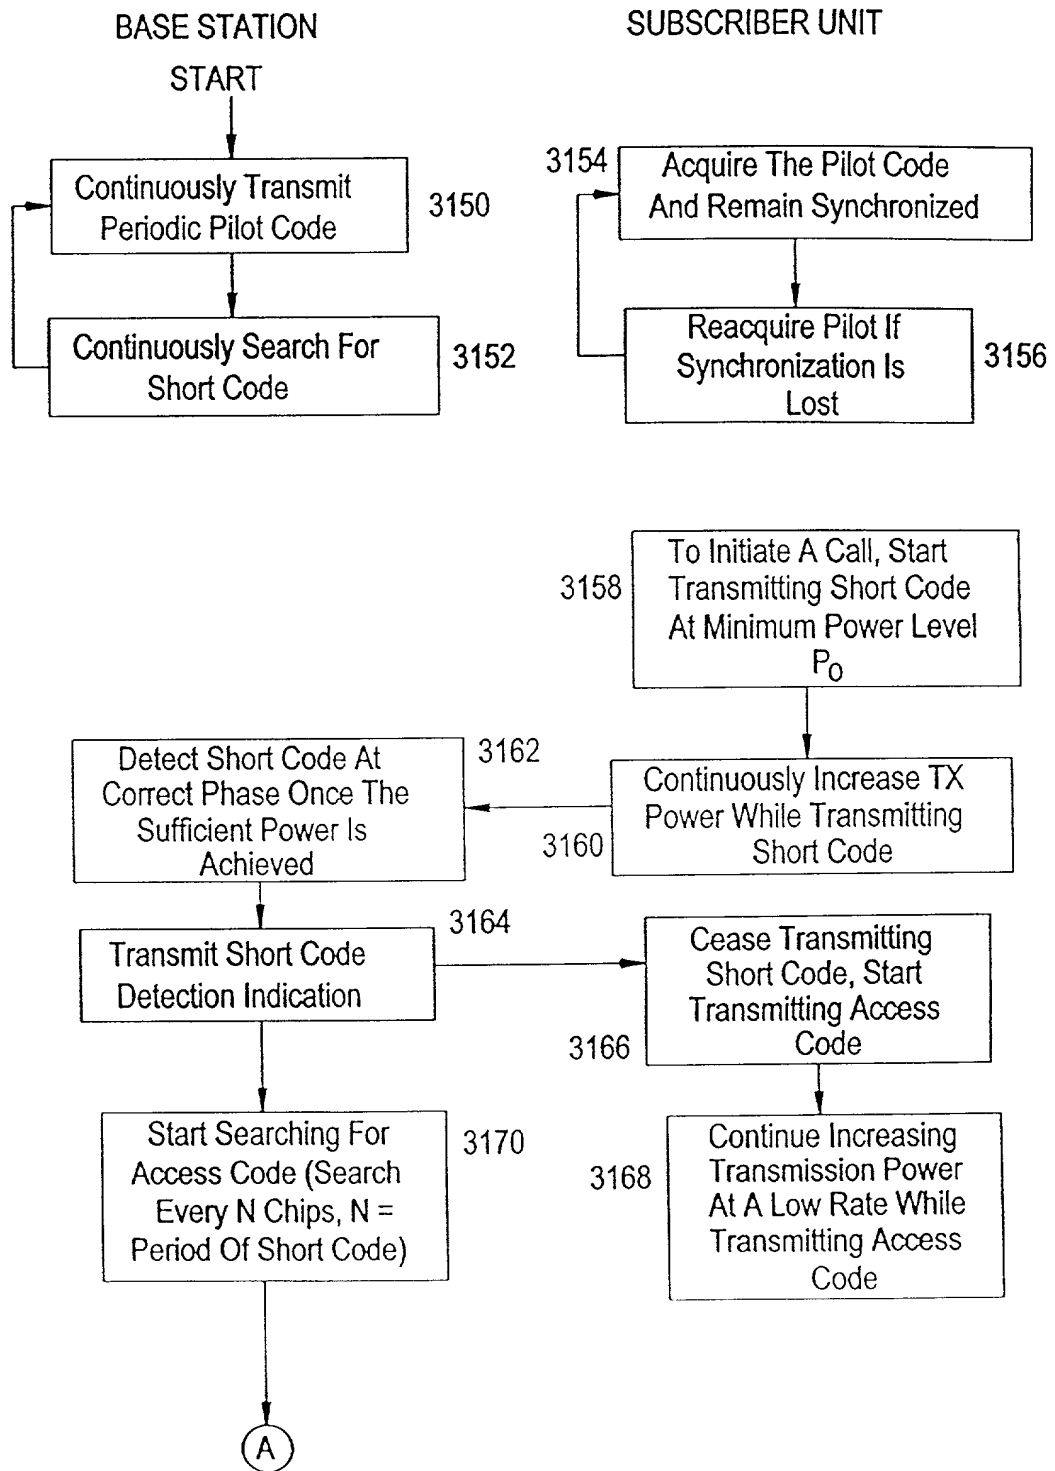 BASE STATION
SUBSCRIBER UNIT
START
Continuously Transmit
Periodic Pilot Code
3150
3154
Acquire The Pilot Code
And Remain Synchronized
Continuously Search For
Short Code
3152
Reacquire Pilot If
Synchronization Is
Lost
3156
3158
To Initiate A Call, Start
Transmitting Short Code
At Minimum Power Level
P0
Detect Short Code At
Correct Phase Once The
Sufficient Power Is
Achieved
3162
3160
Continuously Increase TX
Power While Transmitting
Short Code
Transmit Short Code
Detection Indication
3164
3166
Cease Transmitting
Short Code, Start
Transmitting Access
Code
Start Searching For
Access Code (Search
Every N Chips, N =
Period Of Short Code)
3170
3168
Continue Increasing
Transmission Power
At A Low Rate While
Transmitting Access
Code
A